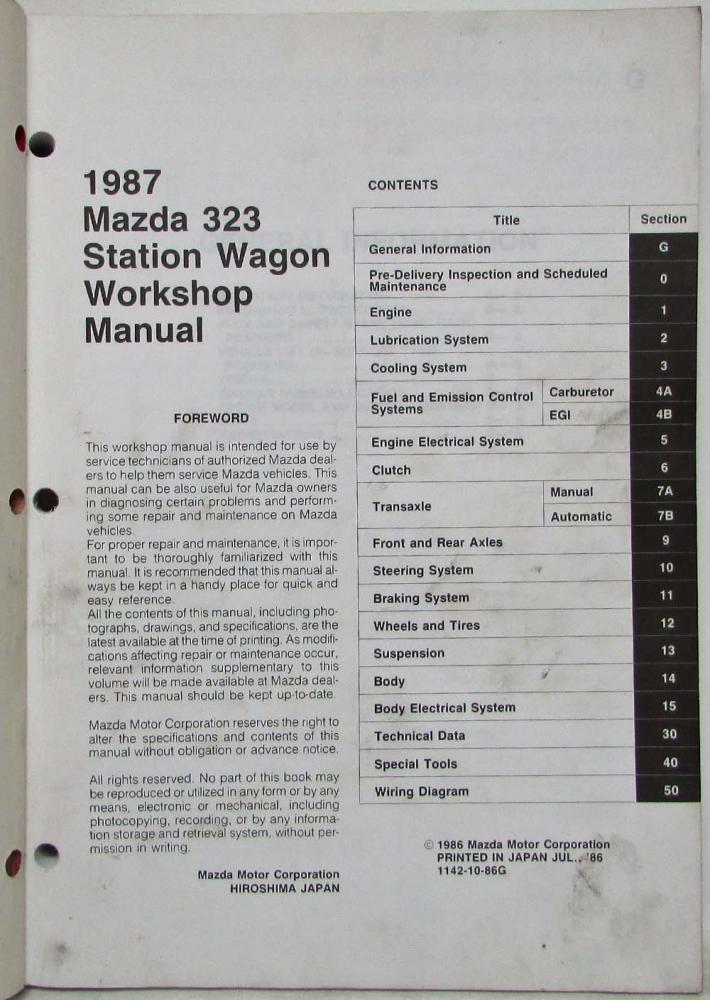 1987
Mazda 323
Station Wagon
Workshop
Manual
FOREWORD
This workshop manual is intended for use by
service technicians of authorized Mazda deal-
ers to help them service Mazda vehicles. This
manual can be also useful for Mazda owners
in diagnosing certain problems and perform-
ing some repair and maintenance on Mazda
vehicles.
For proper repair and maintenance, it is impor-
tant to be thoroughly familiarized with this
manual. It is recommended that this manual al-
ways be kept in a handy place for quick and
easy reference.
All the contents of this manual, including pho-
tographs, drawings, and specifications, are the
latest available at the time of printing. As modifi-
cations affecting repair or maintenance occur,
relevant information supplementary to this
volume will be made available at Mazda deal-
ers. This manual should be kept up-to-date.
Mazda Motor Corporation reserves the right to
alter the specifications and contents of this
manual without obligation or advance notice.
All rights reserved. No part of this book may
be reproduced or utilized in any form or by any
means, electronic or mechanical, including
photocopying, recording, or by any informa-
tion storage and retrieval system, without per-
mission in writing.
Mazda Motor Corporation
HIROSHIMA JAPAN
CONTENTS
Title Section
General Information G
Pre-Delivery Inspection and Scheduled
Maintenance 0
Engine 1
Lubrication System 2
Cooling System 3
Fuel and Emission Control
Systems
Carburetor 4A
EGI 4B
Engine Electrical System 5
Clutch 6
Transaxle
Manual 7A
Automatic 7B
Front and Rear Axles 9
Steering System 10
Braking System 11
Wheels and Tires 12
Suspension 13
Body 14
Body Electrical System 15
Technical Data 30
Special Tools 40
Wiring Diagram 50
© 1986 Mazda Motor Corporation
PRINTED IN JAPAN JUL., '86
1142-10-86G